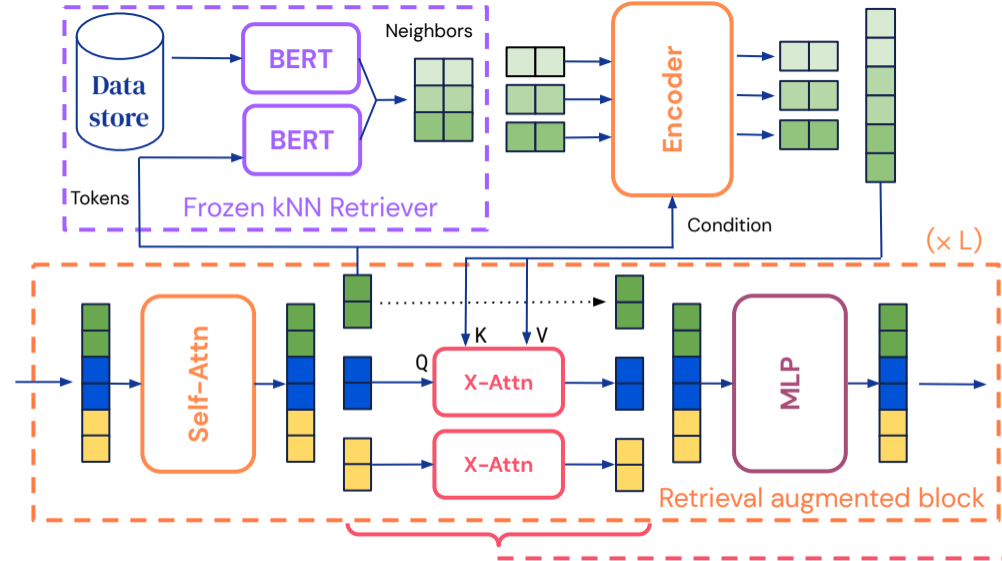 Data
store
BERT
BERT
Neighbors
Tokens
Frozen kNN Retriever
Encoder
Condition
(× L)
Self-Attn
Q
K
V
X-Attn
X-Attn
MLP
Retrieval augmented block